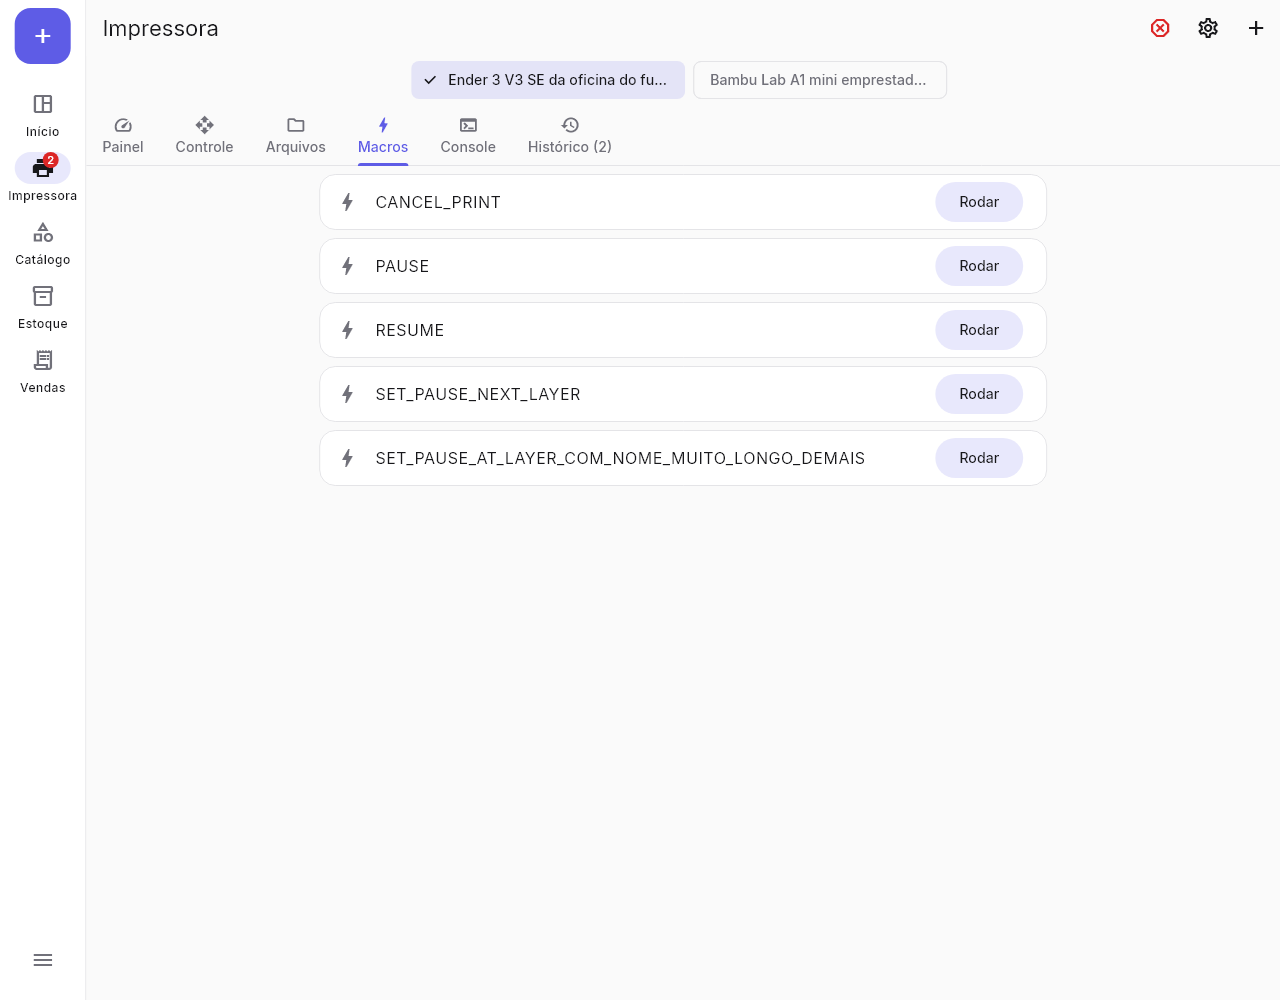 +
Impressora
Ender 3 V3 SE da oficina do fu...
Bambu Lab A1 mini emprestad...
Início
2
Impressora
Catálogo
Estoque
Vendas
Painel
Controle
Arquivos
Macros
Console
Histórico (2)
CANCEL_PRINT
Rodar
PAUSE
Rodar
RESUME
Rodar
SET_PAUSE_NEXT_LAYER
Rodar
SET_PAUSE_AT_LAYER_COM_NOME_MUITO_LONGO_DEMAIS
Rodar